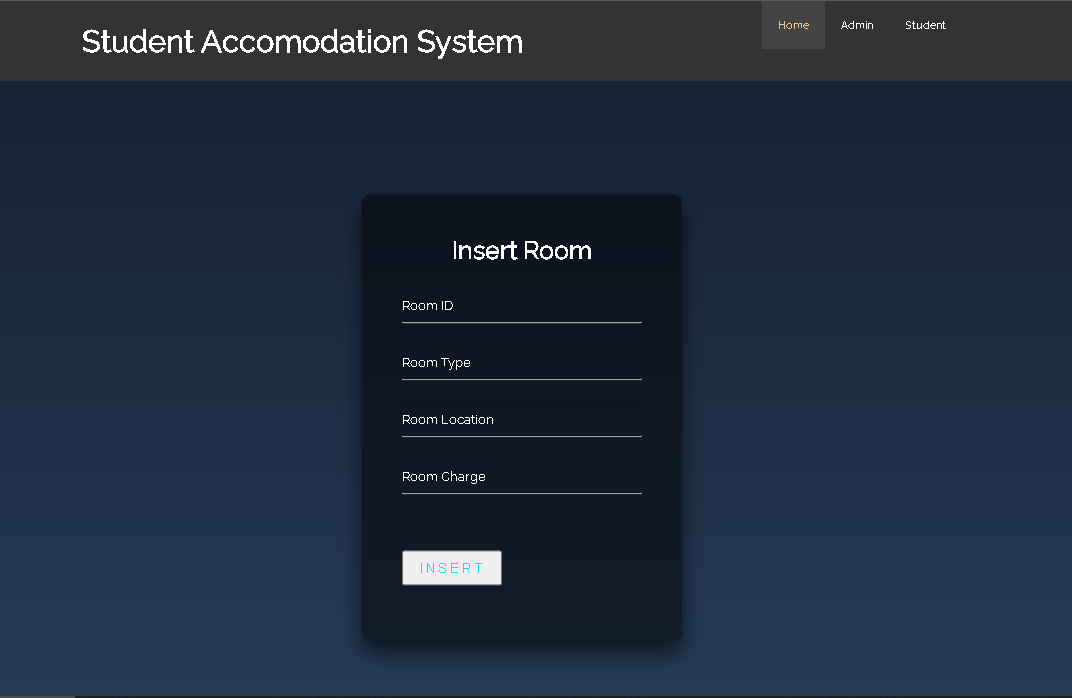 Student Accomodation System
Home Admin Student
Insert Room
Room ID
Room Type
Room Location
Room Charge
INSERT